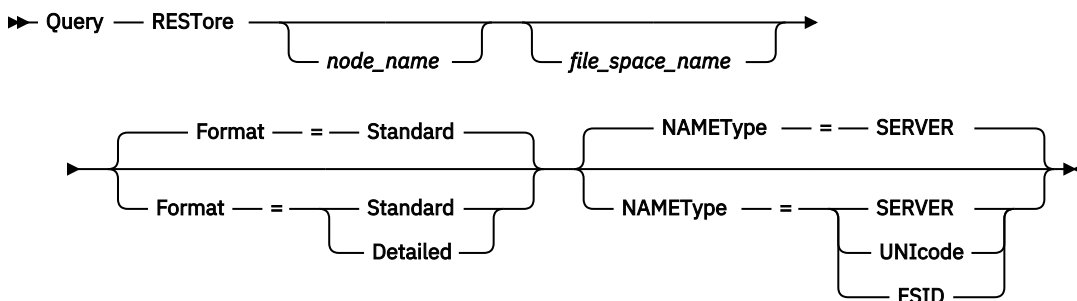 Query RESTore
node_name file_space_name
Format = Standard NAMEType = SERVER
Format = Standard NAMEType = SERVER
Detailed UNIcode
FSID